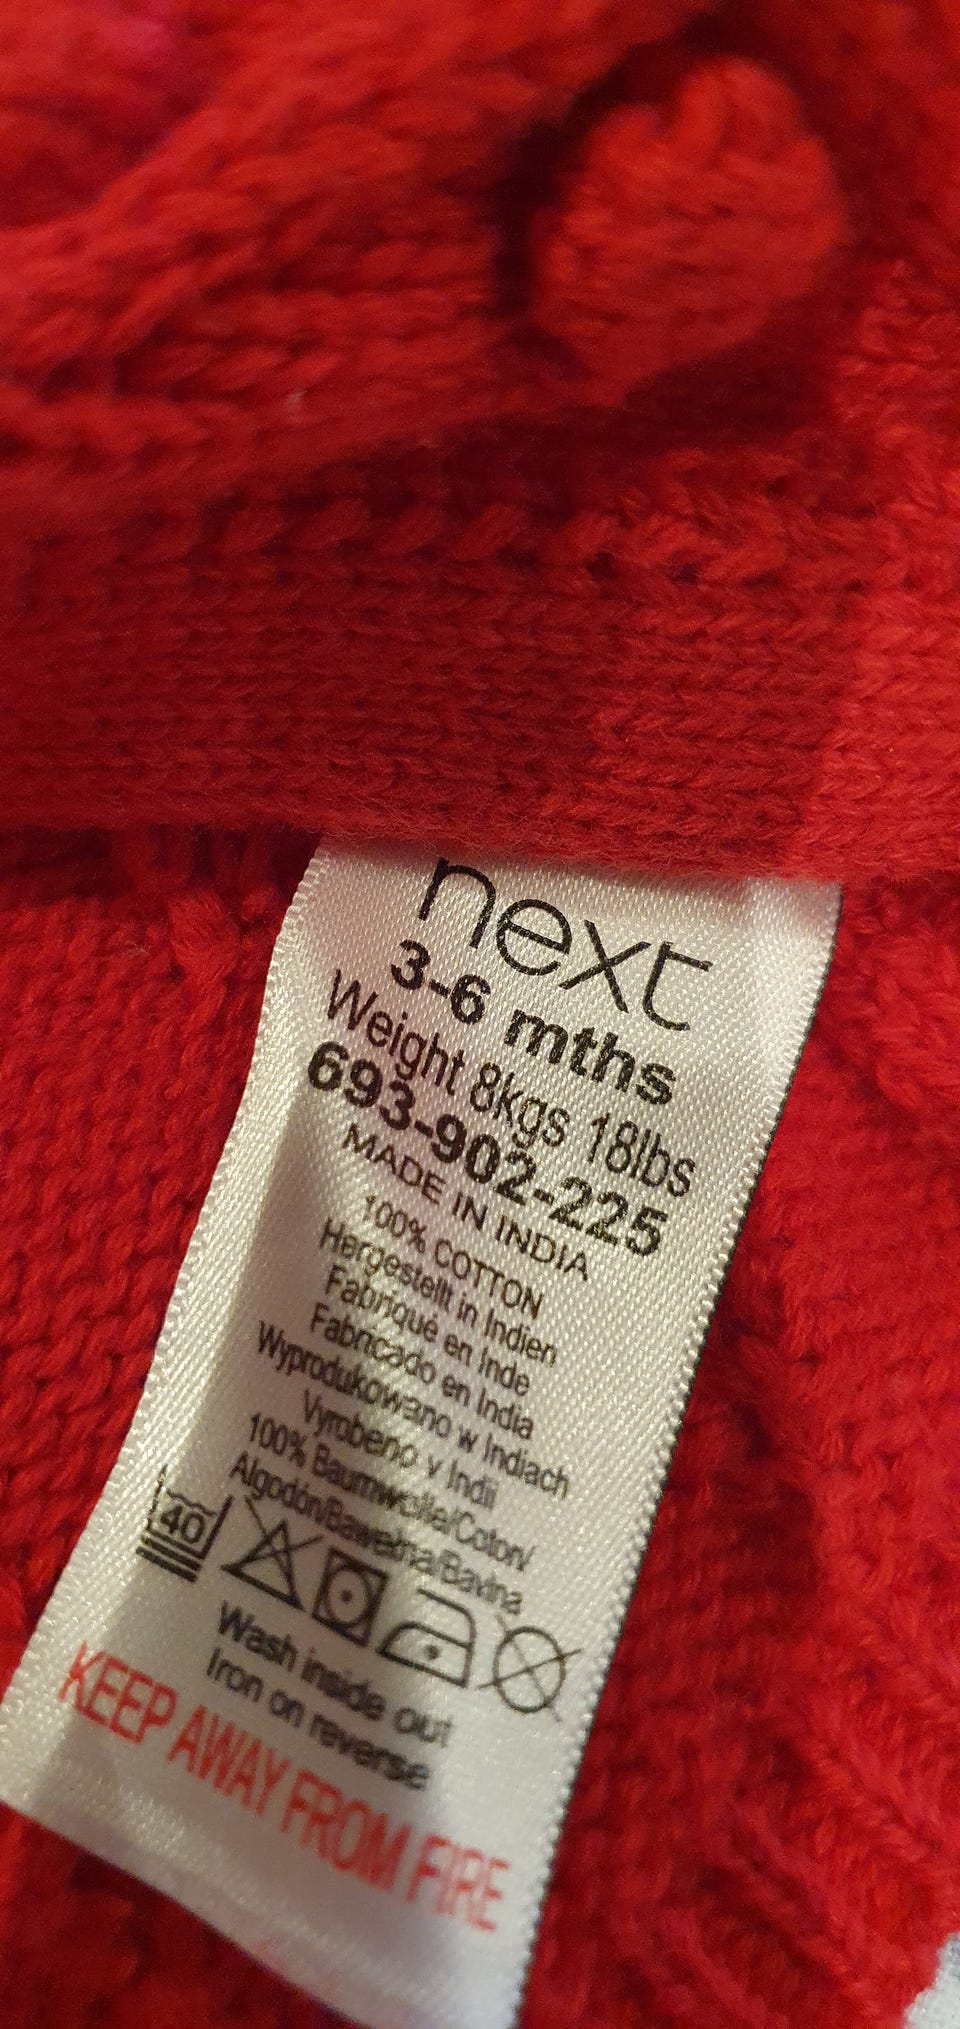 next
3-6 mths
Weight 8kgs 18lbs
693-902-225
MADE IN INDIA
100% COTTON
Hergestellt in Indien
Fabriqué en Inde
Fabricado en India
Wyprodukowano w Indiach
Vyrobeno v Indii
100% Baumwolle/Coton/
Algodón/Bawełna/Bavlna
40
Wash inside out
Iron on reverse
KEEP AWAY FROM FIRE